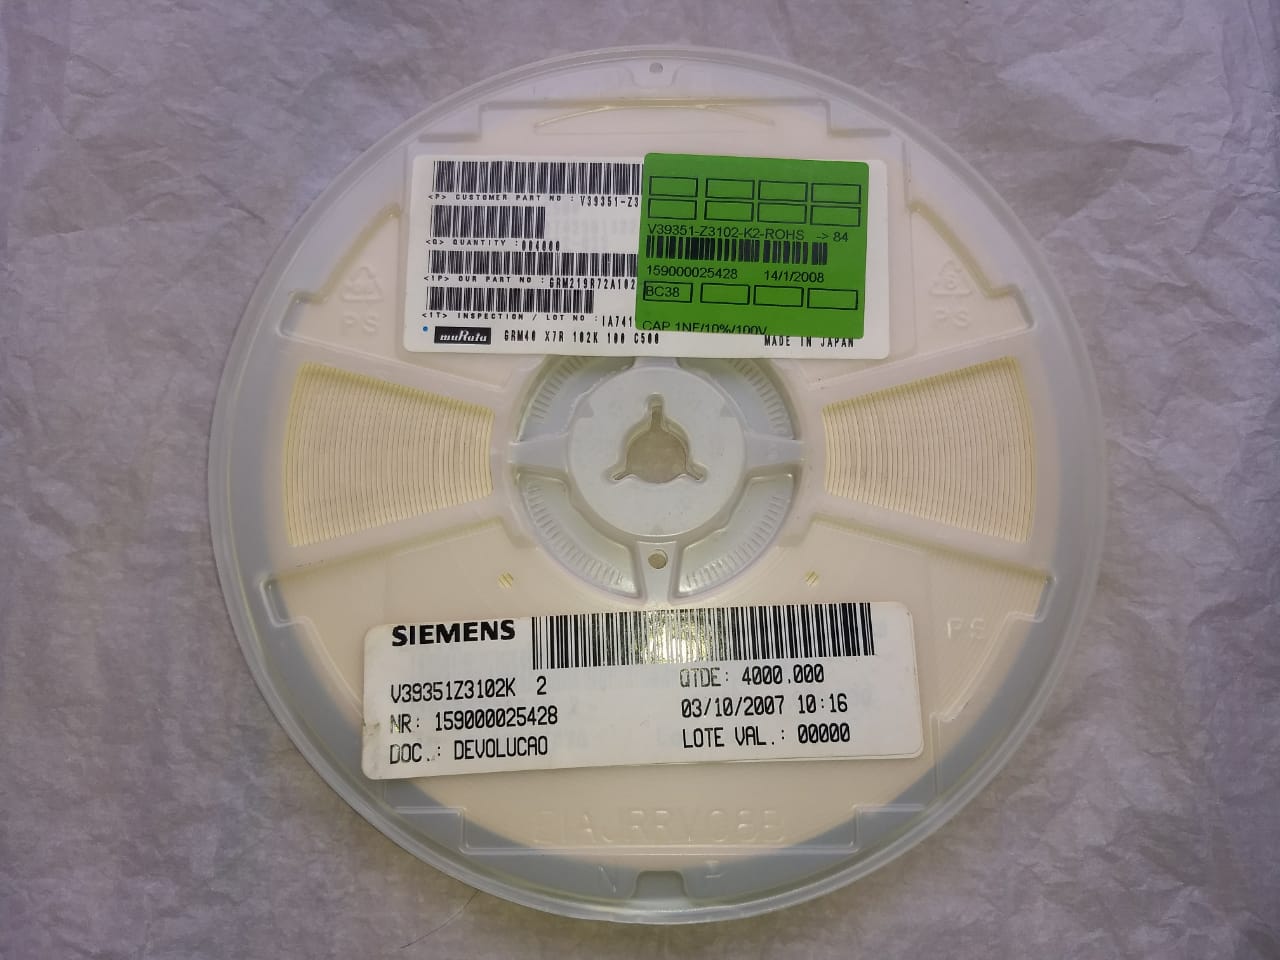 <P> CUSTOMER PART NO : V39351-Z3
<Q> QUANTITY : 004000
<1P> OUR PART NO : GRM219R72A102
<1T> INSPECTION / LOT NO : IA741
muRata GRM40 X7R 102K 100 C500 MADE IN JAPAN
V39351-Z3102-K2-ROHS -> 84
159000025428 14/1/2008
BC38
CAP 1NF/10%/100V
PS
PS
PS
SIEMENS
V39351Z3102K 2 QTDE: 4000.000
NR: 159000025428 03/10/2007 10:16
DOC.: DEVOLUCAO LOTE VAL.: 00000